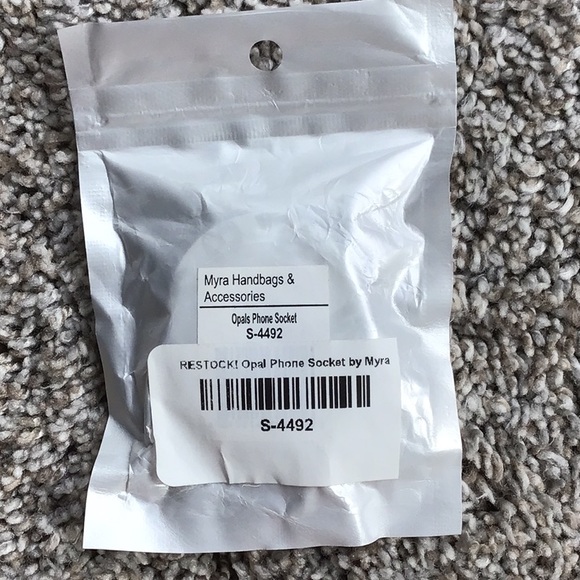 Myra Handbags &
Accessories
Opals Phone Socket
S-4492
RESTOCK! Opal Phone Socket by Myra
S-4492